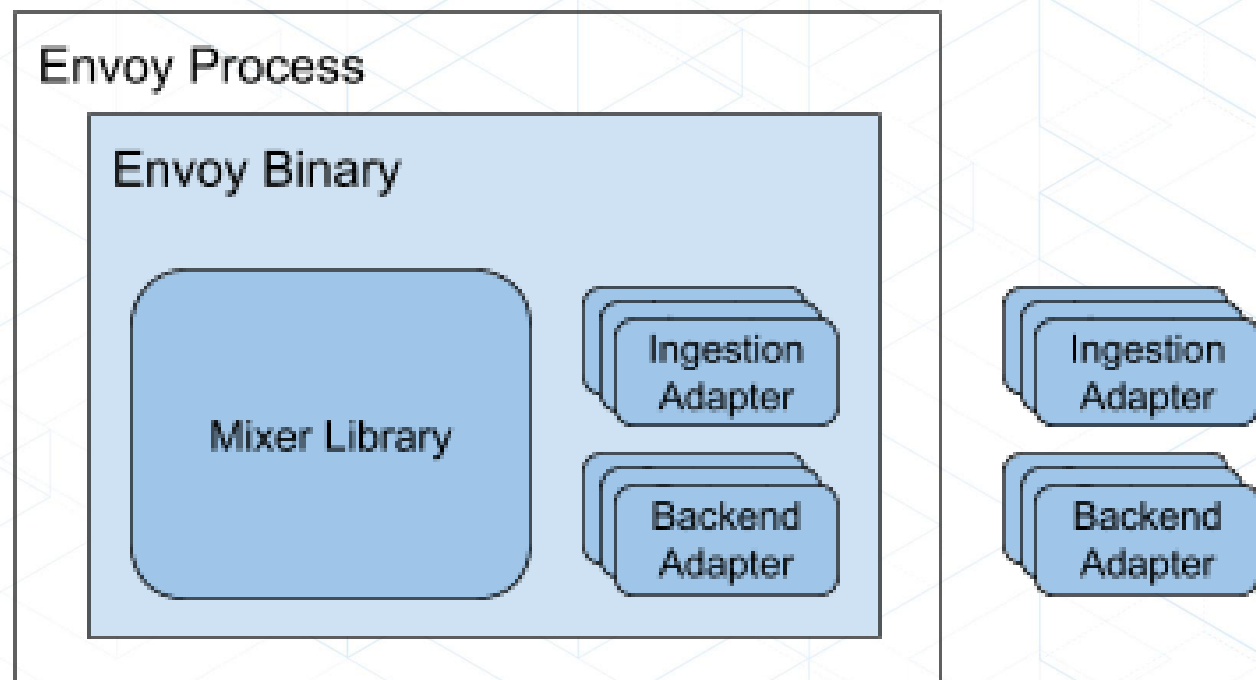 Envoy Process
Envoy Binary
Mixer Library
Ingestion
Adapter
Backend
Adapter
Ingestion
Adapter
Backend
Adapter